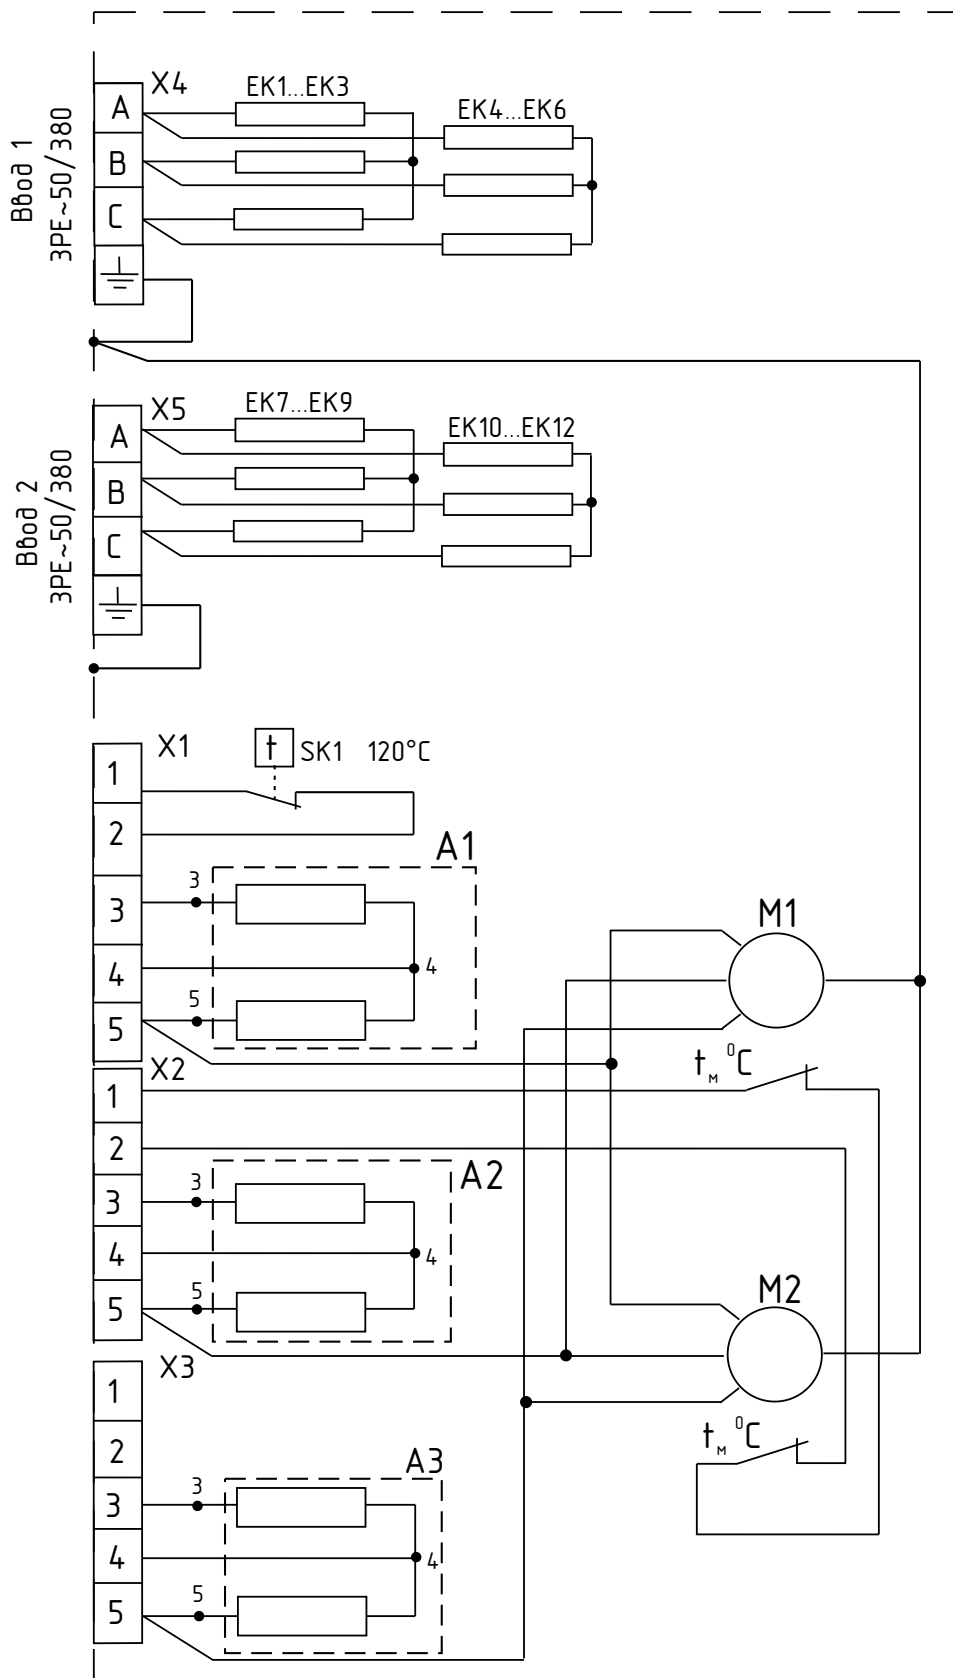 Ввод 1
3PE~50/380
X4
A
B
C
EK1...EK3
EK4...EK6
Ввод 2
3PE~50/380
X5
A
B
C
EK7...EK9
EK10...EK12
X1
1
2
3
4
5
t
SK1 120°C
A1
3
4
5
M1
tм °C
X2
1
2
3
4
5
A2
3
4
5
M2
tм °C
X3
1
2
3
4
5
A3
3
4
5